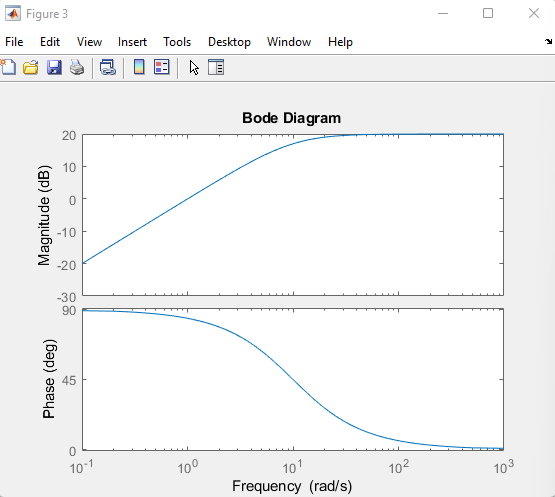 Figure 3
File Edit View Insert Tools Desktop Window Help
Bode Diagram
Magnitude (dB)
20
10
0
-10
-20
-30
Phase (deg)
90
45
0
10^-1 10^0 10^1 10^2 10^3
Frequency (rad/s)